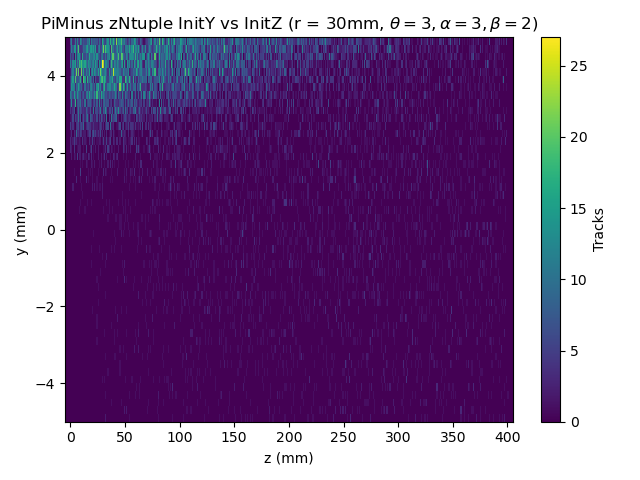 PiMinus zNtuple InitY vs InitZ (r = 30mm, θ = 3, α = 3, β = 2)
4
2
0
−2
−4
y (mm)
0 50 100 150 200 250 300 350 400
z (mm)
25
20
15
10
5
0
Tracks